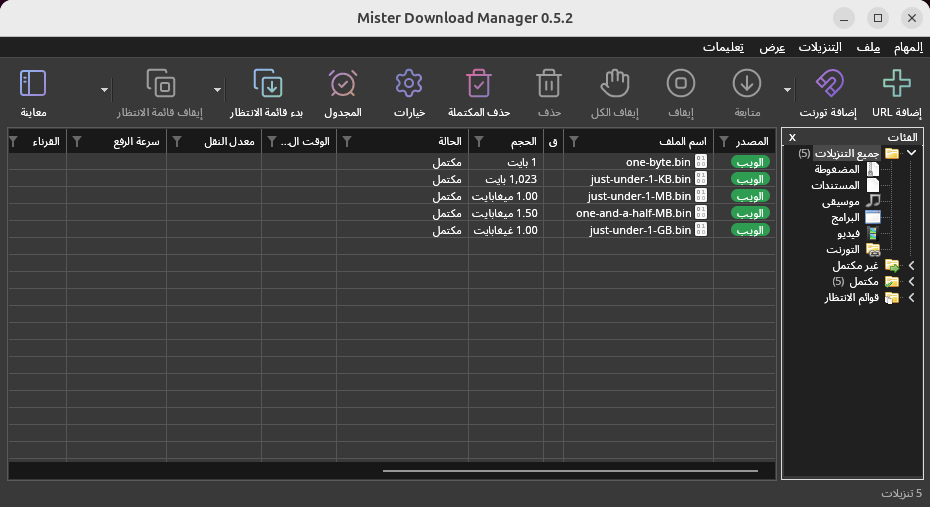 Mister Download Manager 0.5.2
المهام ملف التنزيلات عرض تعليمات
إضافة URL إضافة تورنت متابعة إيقاف إيقاف الكل حذف حذف المكتملة خيارات المجدول بدء قائمة الانتظار إيقاف قائمة الانتظار معاينة
الفئات x
جميع التنزيلات (5)
المضغوطة
المستندات
موسيقى
البرامج
فيديو
التورنت
غير مكتمل
مكتمل (5)
قوائم الانتظار
المصدر اسم الملف ق الحجم الحالة الوقت ال... معدل النقل سرعة الرفع القرناء
الويب one-byte.bin 1 بايت مكتمل
الويب just-under-1-KB.bin 1,023 بايت مكتمل
الويب just-under-1-MB.bin 1.00 ميغابايت مكتمل
الويب one-and-a-half-MB.bin 1.50 ميغابايت مكتمل
الويب just-under-1-GB.bin 1.00 غيغابايت مكتمل
5 تنزيلات